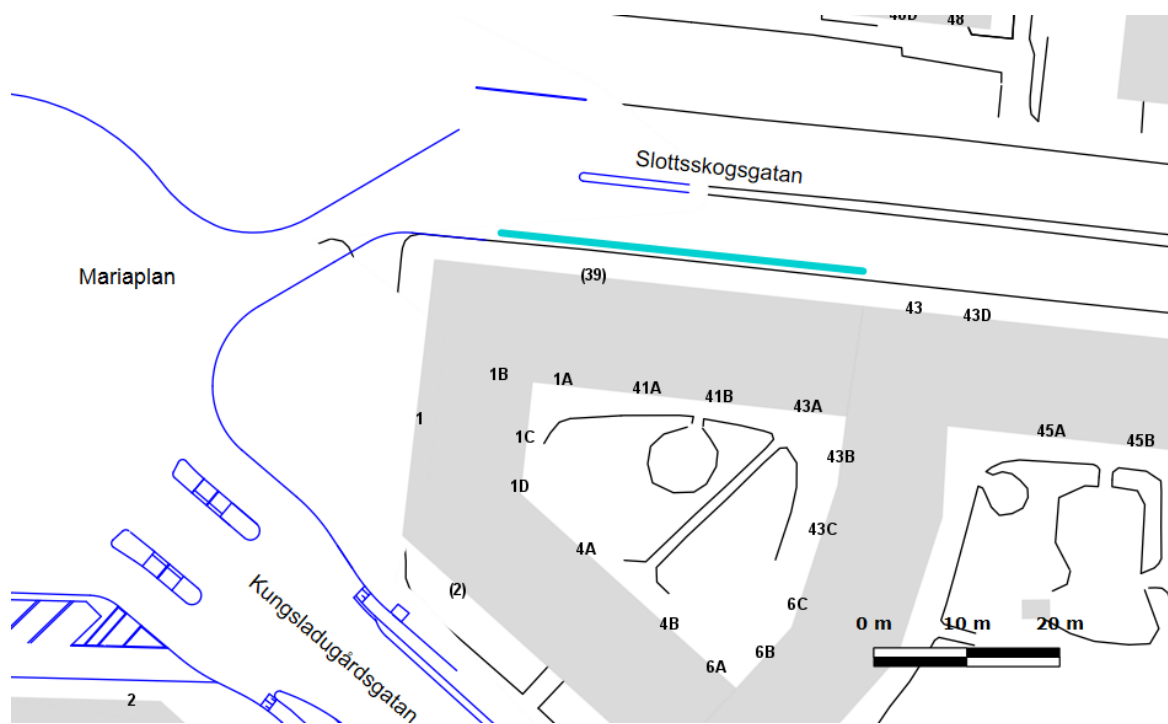 48D
48
Slottsskogsgatan
Mariaplan
(39)
43
43D
1B
1A
41A
41B
43A
1
1C
45A
45B
43B
1D
43C
4A
(2)
Kungsladugårdsgatan
6C
4B
6B
6A
0 m
10 m
20 m
2